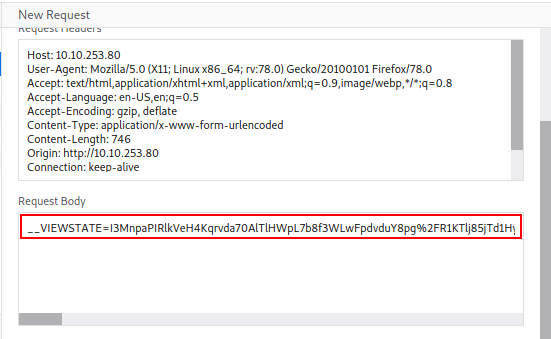 New Request
Request Headers
Host: 10.10.253.80
User-Agent: Mozilla/5.0 (X11; Linux x86_64; rv:78.0) Gecko/20100101 Firefox/78.0
Accept: text/html,application/xhtml+xml,application/xml;q=0.9,image/webp,*/*;q=0.8
Accept-Language: en-US,en;q=0.5
Accept-Encoding: gzip, deflate
Content-Type: application/x-www-form-urlencoded
Content-Length: 746
Origin: http://10.10.253.80
Connection: keep-alive
Request Body
__VIEWSTATE=I3MnpaPIRlkVeH4Kqrvda70AlTlHWpL7b8f3WLwFpdvduY8pg%2FR1KTlj85jTd1Hy